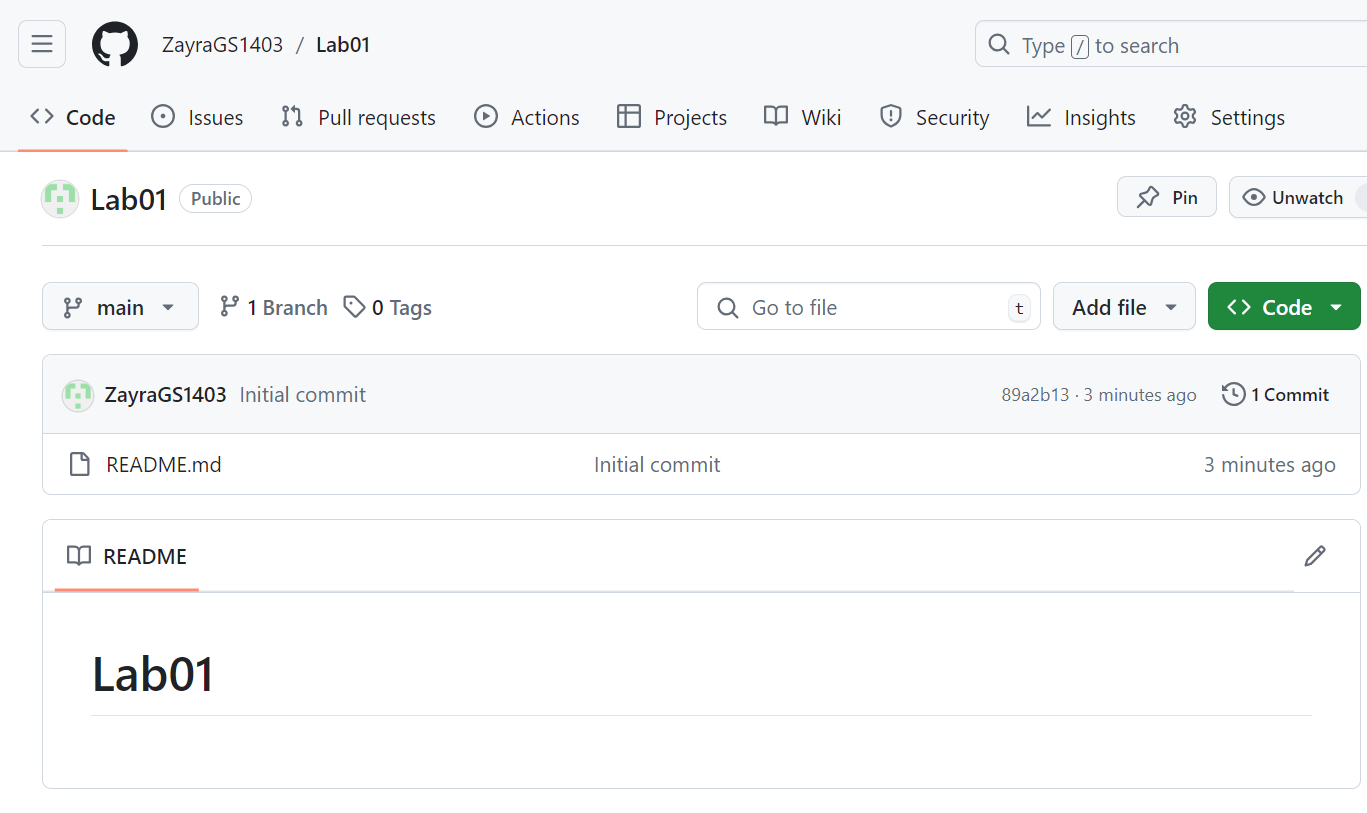 ZayraGS1403 / Lab01
Type / to search
Code Issues Pull requests Actions Projects Wiki Security Insights Settings
Lab01 Public Pin Unwatch
main 1 Branch 0 Tags Go to file t Add file Code
ZayraGS1403 Initial commit 89a2b13 · 3 minutes ago 1 Commit
README.md Initial commit 3 minutes ago
README
Lab01